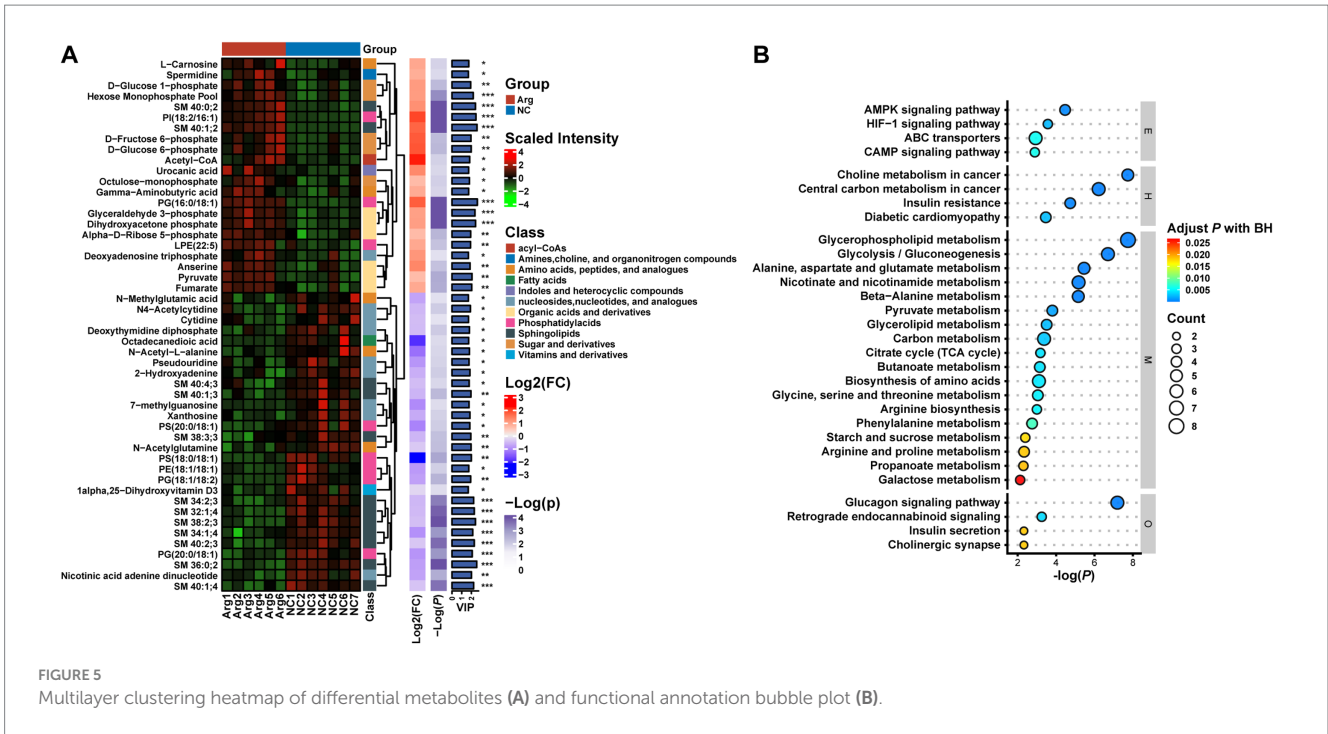 A
Group
L-Carnosine
Spermidine
D-Glucose 1-phosphate
Hexose Monophosphate Pool
SM 40:0;2
PI(18:2/16:1)
SM 40:1;2
D-Fructose 6-phosphate
D-Glucose 6-phosphate
Acetyl-CoA
Urocanic acid
Octulose-monophosphate
Gamma-Aminobutyric acid
PG(16:0/18:1)
Glyceraldehyde 3-phosphate
Dihydroxyacetone phosphate
Alpha-D-Ribose 5-phosphate
LPE(22:5)
Deoxyadenosine triphosphate
Anserine
Pyruvate
Fumarate
N-Methylglutamic acid
N4-Acetylcytidine
Cytidine
Deoxythymidine diphosphate
Octadecanedioic acid
N-Acetyl-L-alanine
Pseudouridine
2-Hydroxyadenine
SM 40:4;3
SM 40:1;3
7-methylguanosine
Xanthosine
PS(20:0/18:1)
SM 38:3;3
N-Acetylglutamine
PS(18:0/18:1)
PE(18:1/18:1)
PG(18:1/18:2)
1alpha,25-Dihydroxyvitamin D3
SM 34:2;3
SM 32:1;4
SM 38:2;3
SM 34:1;4
SM 40:2;3
PG(20:0/18:1)
SM 36:0;2
Nicotinic acid adenine dinucleotide
SM 40:1;4
Arg1
Arg2
Arg3
Arg4
Arg5
Arg6
NC1
NC2
NC3
NC4
NC5
NC6
NC7
Class
Log2(FC)
-Log(P)
0 1 2
VIP
*
*
**
***
***
***
***
**
**
*
*
*
*
***
***
***
**
**
*
**
**
**
*
*
*
*
*
*
*
*
*
*
*
*
*
**
**
**
*
**
*
***
***
***
***
***
***
***
**
***
Group
Arg
NC
Scaled Intensity
4
2
0
-2
-4
Class
acyl-CoAs
Amines,choline, and organonitrogen compounds
Amino acids, peptides, and analogues
Fatty acids
Indoles and heterocyclic compounds
nucleosides,nucleotides, and analogues
Organic acids and derivatives
Phosphatidylacids
Sphingolipids
Sugar and derivatives
Vitamins and derivatives
Log2(FC)
3
2
1
0
-1
-2
-3
-Log(p)
4
3
2
1
0
B
AMPK signaling pathway
HIF-1 signaling pathway
ABC transporters
CAMP signaling pathway
E
Choline metabolism in cancer
Central carbon metabolism in cancer
Insulin resistance
Diabetic cardiomyopathy
H
Glycerophospholipid metabolism
Glycolysis / Gluconeogenesis
Alanine, aspartate and glutamate metabolism
Nicotinate and nicotinamide metabolism
Beta-Alanine metabolism
Pyruvate metabolism
Glycerolipid metabolism
Carbon metabolism
Citrate cycle (TCA cycle)
Butanoate metabolism
Biosynthesis of amino acids
Glycine, serine and threonine metabolism
Arginine biosynthesis
Phenylalanine metabolism
Starch and sucrose metabolism
Arginine and proline metabolism
Propanoate metabolism
Galactose metabolism
M
Glucagon signaling pathway
Retrograde endocannabinoid signaling
Insulin secretion
Cholinergic synapse
O
2 4 6 8
-log(P)
Adjust P with BH
0.025
0.020
0.015
0.010
0.005
Count
2
3
4
5
6
7
8
FIGURE 5
Multilayer clustering heatmap of differential metabolites (A) and functional annotation bubble plot (B).